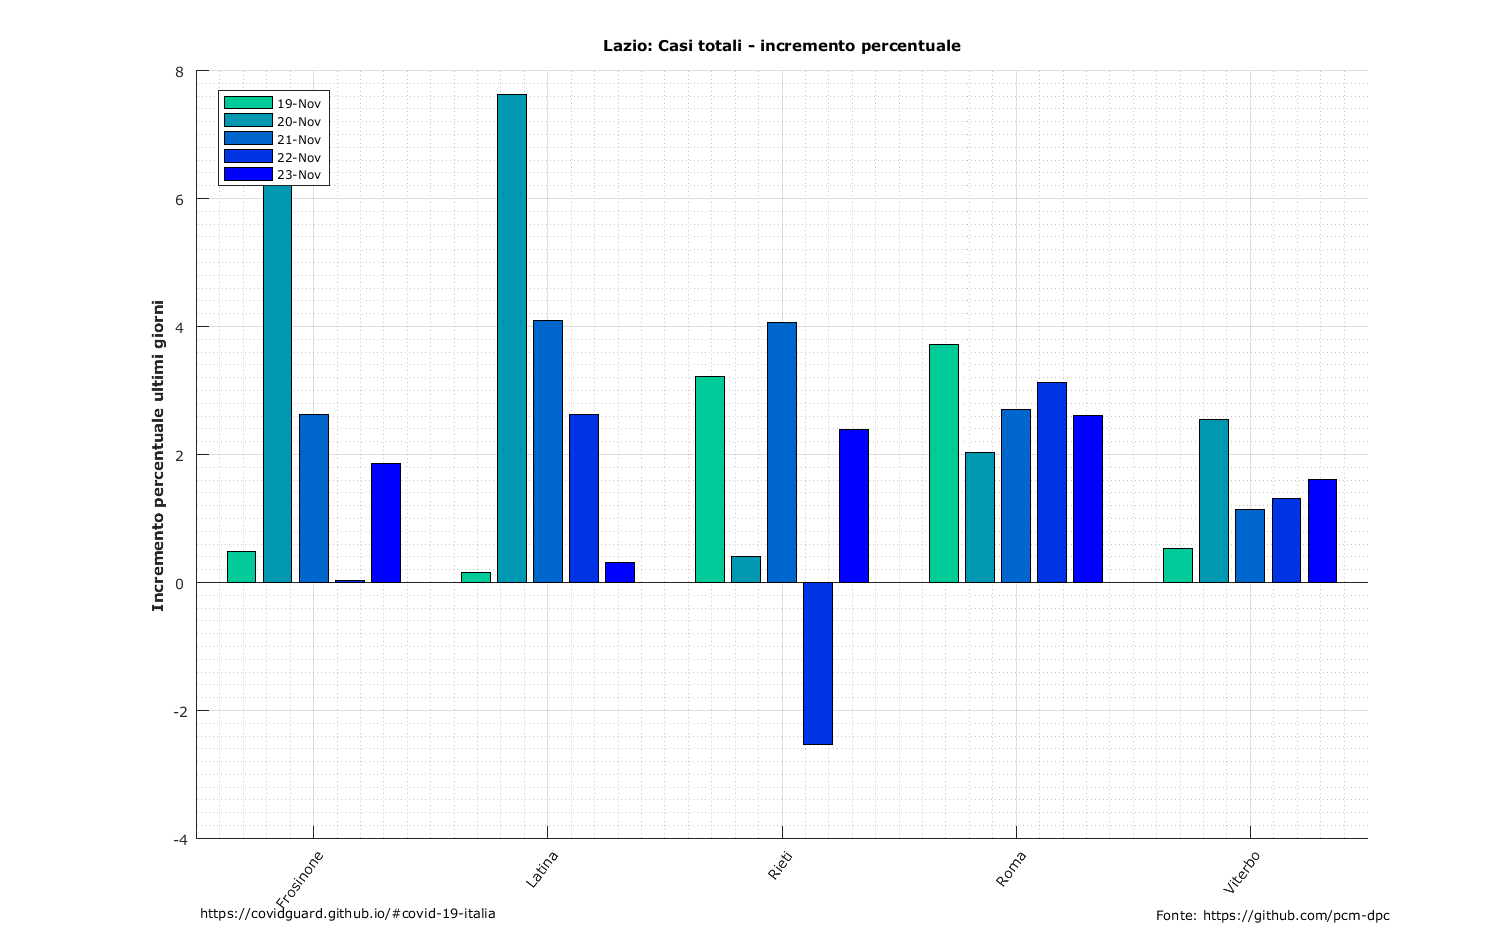 Lazio: Casi totali - incremento percentuale
Incremento percentuale ultimi giorni
8
6
4
2
0
-2
-4
19-Nov
20-Nov
21-Nov
22-Nov
23-Nov
Frosinone
Latina
Rieti
Roma
Viterbo
https://covidguard.github.io/#covid-19-italia
Fonte: https://github.com/pcm-dpc